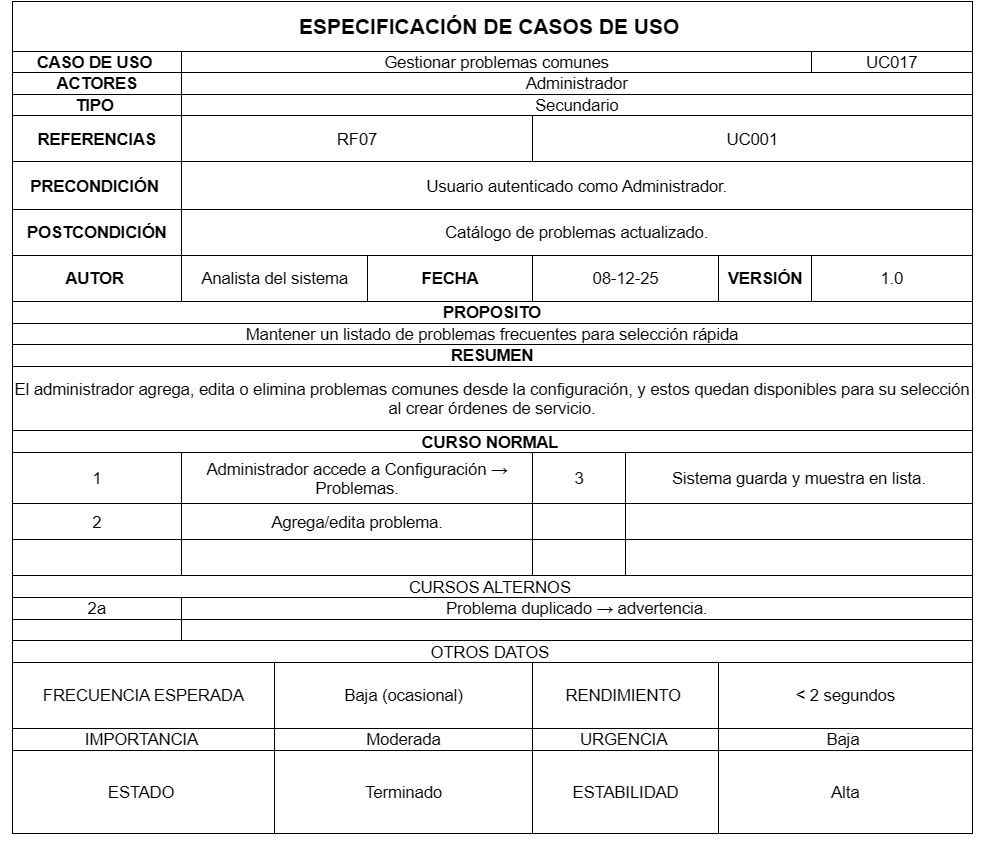 ESPECIFICACIÓN DE CASOS DE USO
CASO DE USO Gestionar problemas comunes UC017
ACTORES Administrador
TIPO Secundario
REFERENCIAS RF07 UC001
PRECONDICIÓN Usuario autenticado como Administrador.
POSTCONDICIÓN Catálogo de problemas actualizado.
AUTOR Analista del sistema FECHA 08-12-25 VERSIÓN 1.0
PROPOSITO
Mantener un listado de problemas frecuentes para selección rápida
RESUMEN
El administrador agrega, edita o elimina problemas comunes desde la configuración, y estos quedan disponibles para su selección
al crear órdenes de servicio.
CURSO NORMAL
1 Administrador accede a Configuración →
Problemas. 3 Sistema guarda y muestra en lista.
2 Agrega/edita problema.
CURSOS ALTERNOS
2a Problema duplicado → advertencia.
OTROS DATOS
FRECUENCIA ESPERADA Baja (ocasional) RENDIMIENTO < 2 segundos
IMPORTANCIA Moderada URGENCIA Baja
ESTADO Terminado ESTABILIDAD Alta